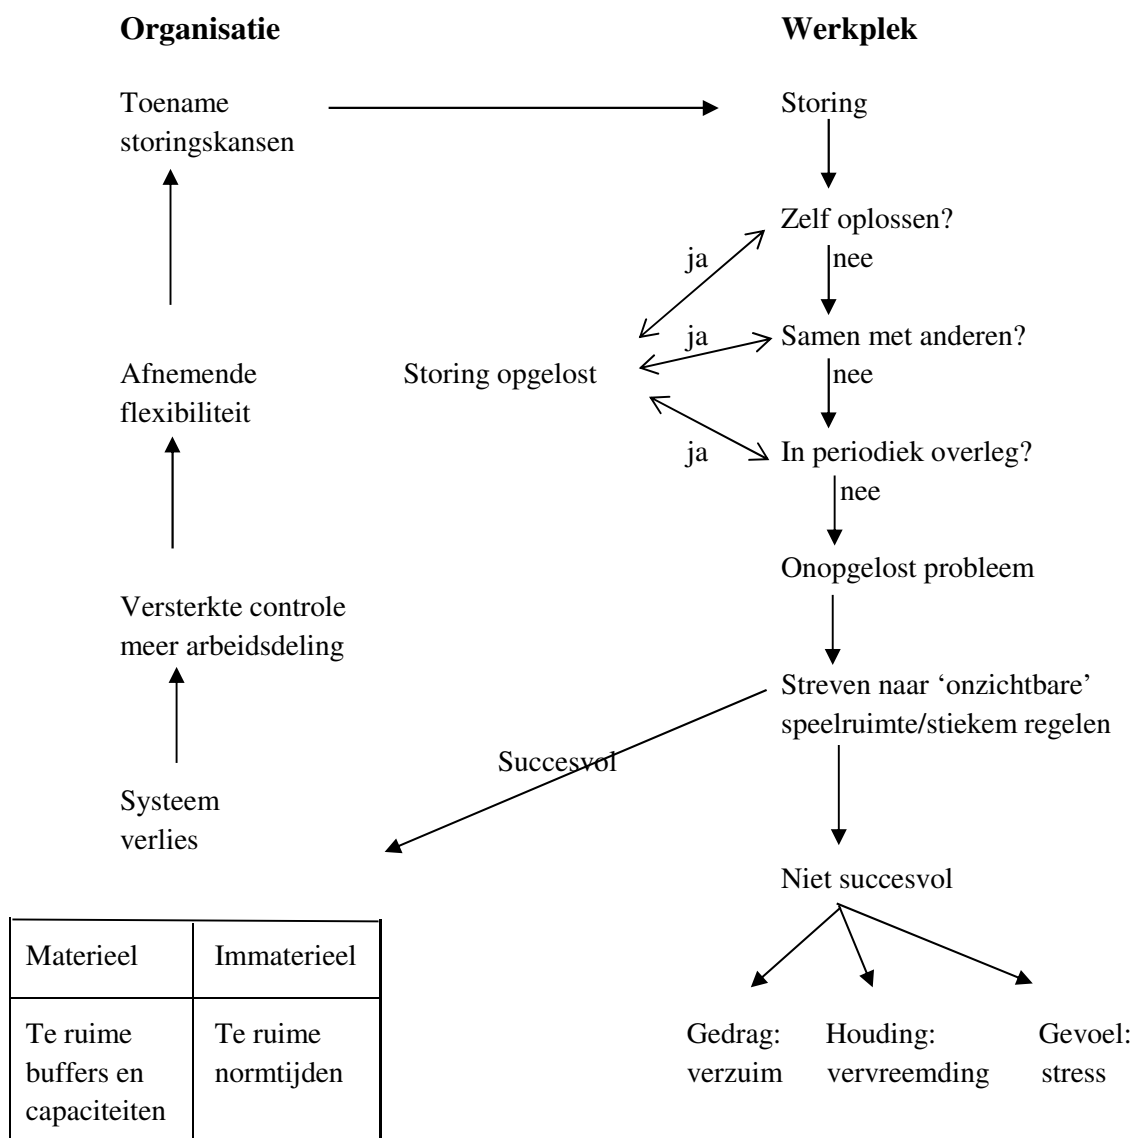 Organisatie
Werkplek
Toename
storingskansen
Storing
Zelf oplossen?
ja
nee
Samen met anderen?
ja
nee
Afnemende
flexibiliteit
Storing opgelost
In periodiek overleg?
ja
nee
Onopgelost probleem
Versterkte controle
meer arbeidsdeling
Streven naar ‘onzichtbare’
speelruimte/stiekem regelen
Succesvol
Systeem
verlies
Niet succesvol
Materieel
Immaterieel
Te ruime
buffers en
capaciteiten
Te ruime
normtijden
Gedrag:
verzuim
Houding:
vervreemding
Gevoel:
stress